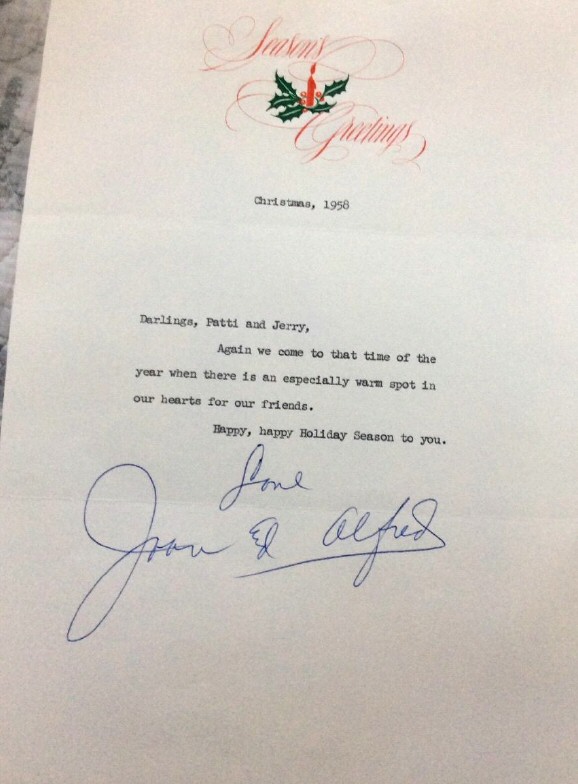 Season's
Greetings
Christmas, 1958
Darlings, Patti and Jerry,
Again we come to that time of the
year when there is an especially warm spot in
our hearts for our friends.
Happy, happy Holiday Season to you.
Love
Joan Ed Alfred